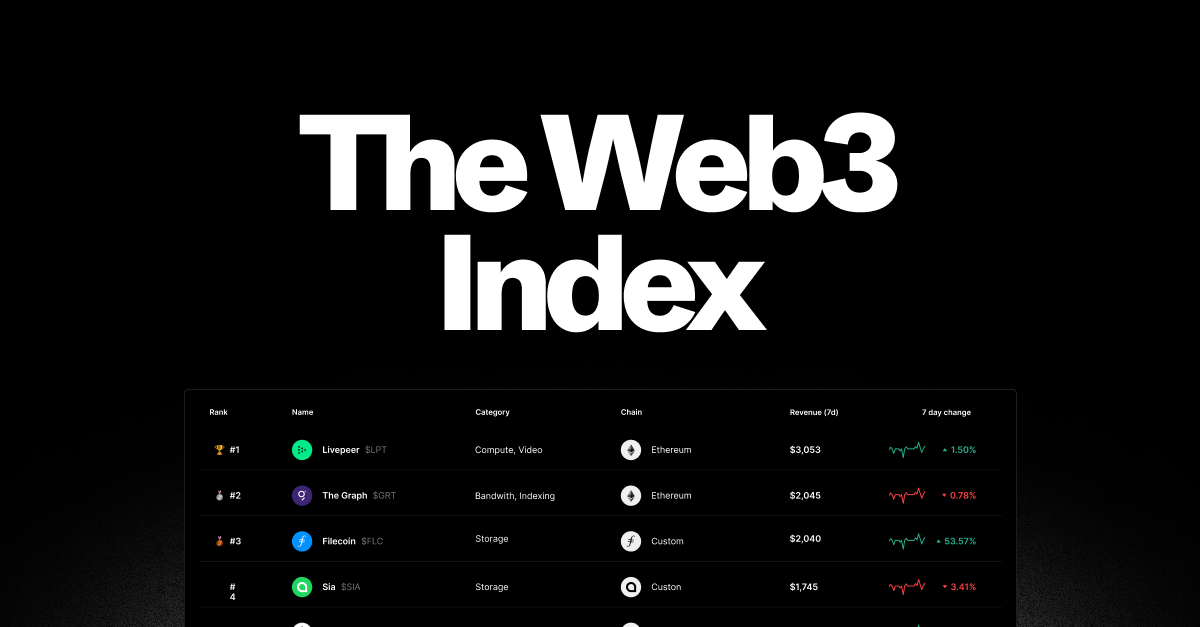 The Web3
Index
Rank Name Category Chain Revenue (7d) 7 day change
#1 Livepeer $LPT Compute, Video Ethereum $3,053 1.50%
#2 The Graph $GRT Bandwith, Indexing Ethereum $2,045 0.78%
#3 Filecoin $FLC Storage Custom $2,040 53.57%
# Sia $SIA Storage Custon $1,745 3.41%
4